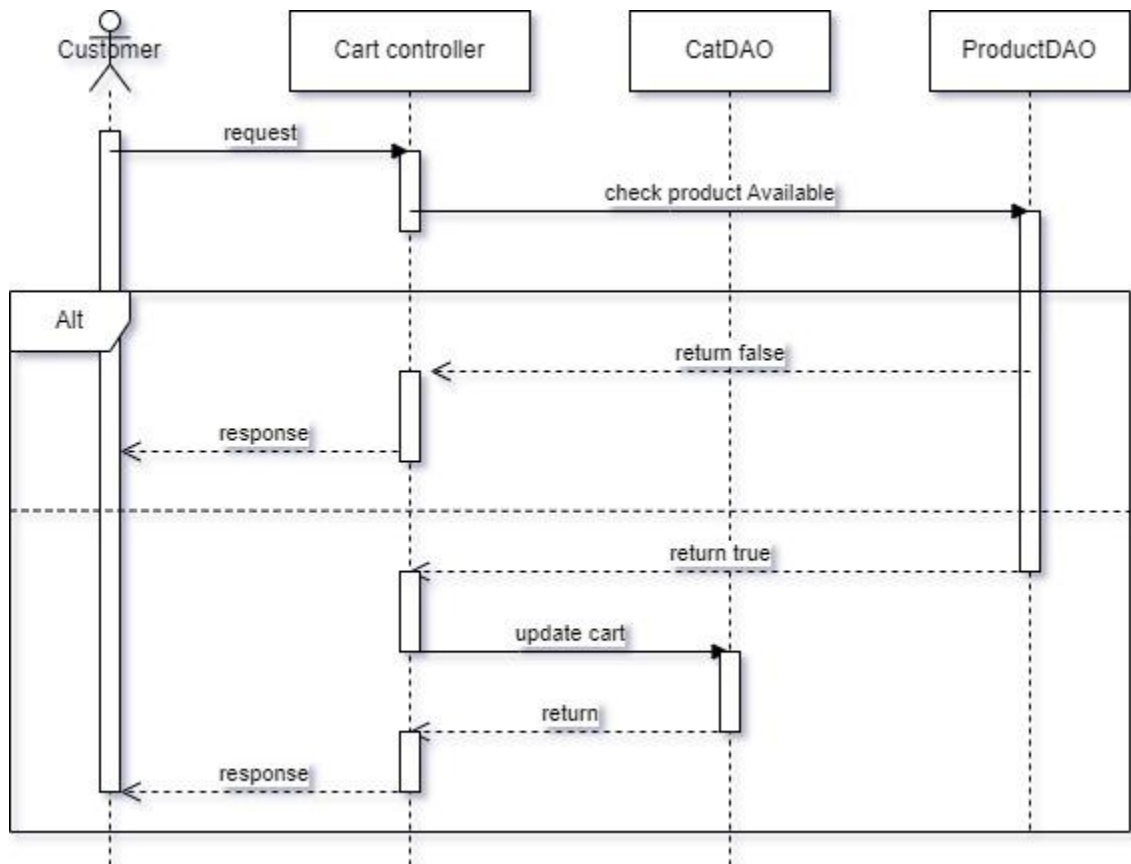 Customer
Cart controller
CatDAO
ProductDAO
request
check product Available
Alt
return false
response
return true
update cart
return
response